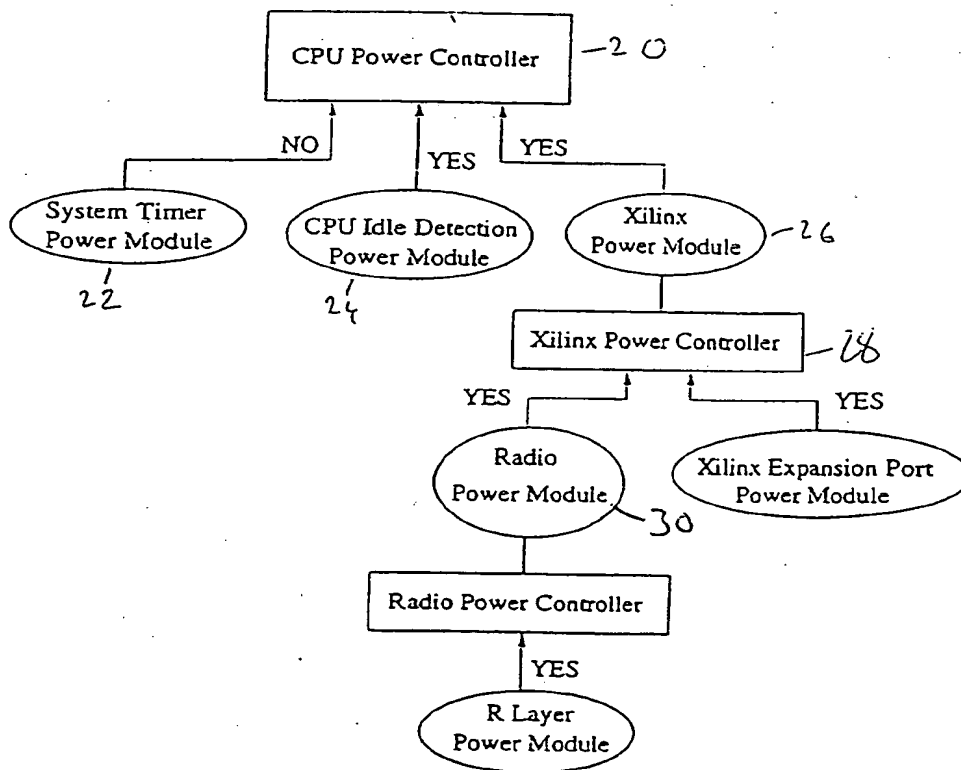 CPU Power Controller
20
NO
YES
YES
System Timer
Power Module
CPU Idle Detection
Power Module
Xilinx
Power Module
26
22
24
Xilinx Power Controller
28
YES
YES
Radio
Power Module
Xilinx Expansion Port
Power Module
30
Radio Power Controller
YES
R Layer
Power Module